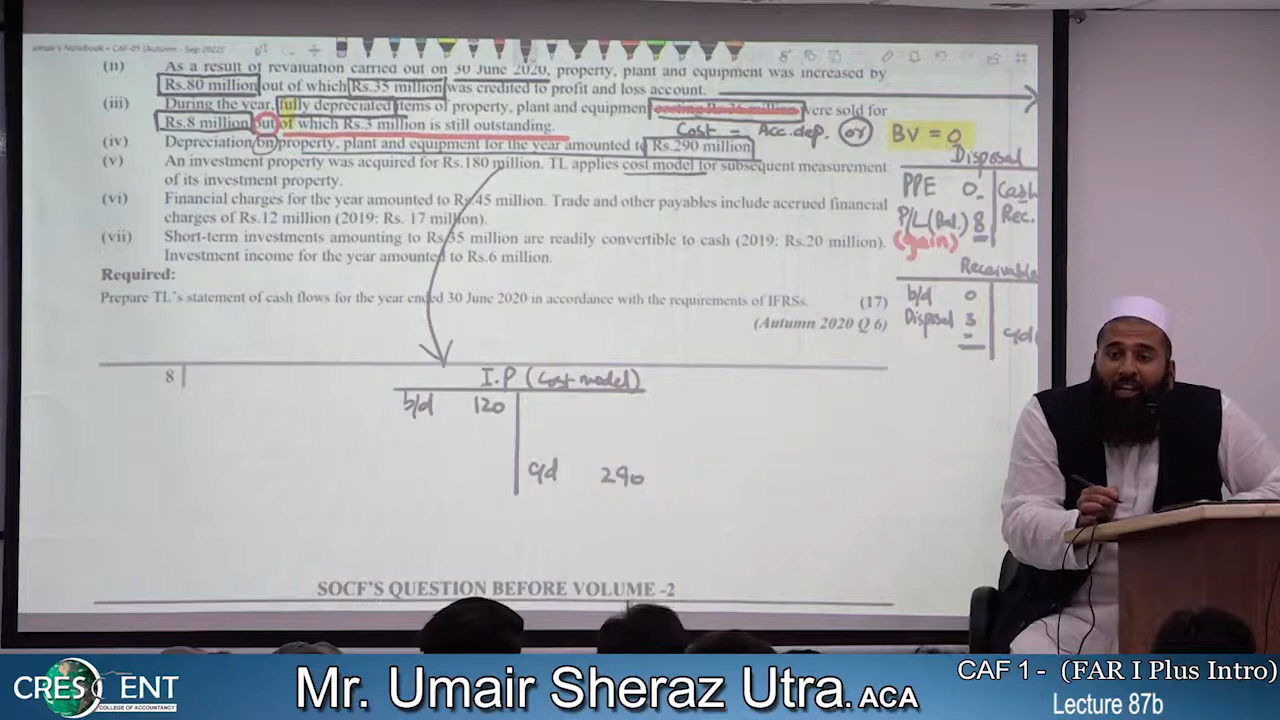 umair's Notebook • CAF-01 (Autumn - Sep 2022)
(ii) As a result of revaluation carried out on 30 June 2020, property, plant and equipment was increased by
Rs.80 million out of which Rs.35 million was credited to profit and loss account.
(iii) During the year, fully depreciated items of property, plant and equipment were sold for
Rs.8 million out of which Rs.3 million is still outstanding.
Cost - Acc.dep. or BV = 0
(iv) Depreciation on property, plant and equipment for the year amounted to Rs.290 million
(v) An investment property was acquired for Rs.180 million. TL applies cost model for subsequent measurement
of its investment property.
(vi) Financial charges for the year amounted to Rs.45 million. Trade and other payables include accrued financial
charges of Rs.12 million (2019: Rs. 17 million).
(vii) Short-term investments amounting to Rs.35 million are readily convertible to cash (2019: Rs.20 million).
Investment income for the year amounted to Rs.6 million.
Required:
Prepare TL's statement of cash flows for the year ended 30 June 2020 in accordance with the requirements of IFRSs. (17)
(Autumn 2020 Q 6)
Disposal
PPE 0 Cash
P/L (Bal.) 8 Rec.
(gain)
Receivable
b/d 0
Disposal 3
c/d
8
I.P (Cost model)
b/d 120
c/d 290
SOCF'S QUESTION BEFORE VOLUME -2
CRESCENT
COLLEGE OF ACCOUNTANCY
Mr. Umair Sheraz Utra. ACA
CAF 1 - (FAR I Plus Intro)
Lecture 87b